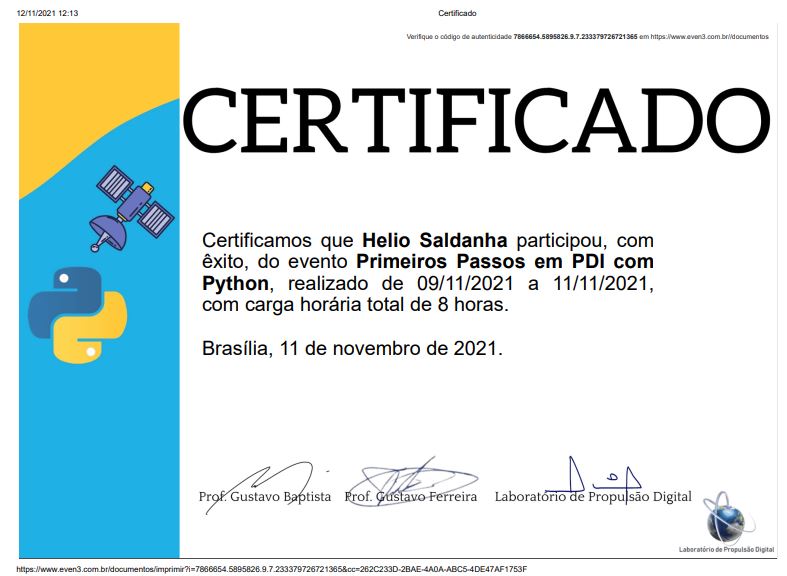 12/11/2021 12:13
Certificado
Verifique o código de autenticidade 7866654.5895826.9.7.233379726721365 em https://www.even3.com.br//documentos
CERTIFICADO
Certificamos que Helio Saldanha participou, com
êxito, do evento Primeiros Passos em PDI com
Python, realizado de 09/11/2021 a 11/11/2021,
com carga horária total de 8 horas.
Brasília, 11 de novembro de 2021.
Prof. Gustavo Baptista
Prof. Gustavo Ferreira
Laboratório de Propulsão Digital
Laboratório de Propulsão Digital
https://www.even3.com.br/documentos/imprimir?i=7866654.5895826.9.7.233379726721365&cc=262C233D-2BAE-4A0A-ABC5-4DE47AF1753F